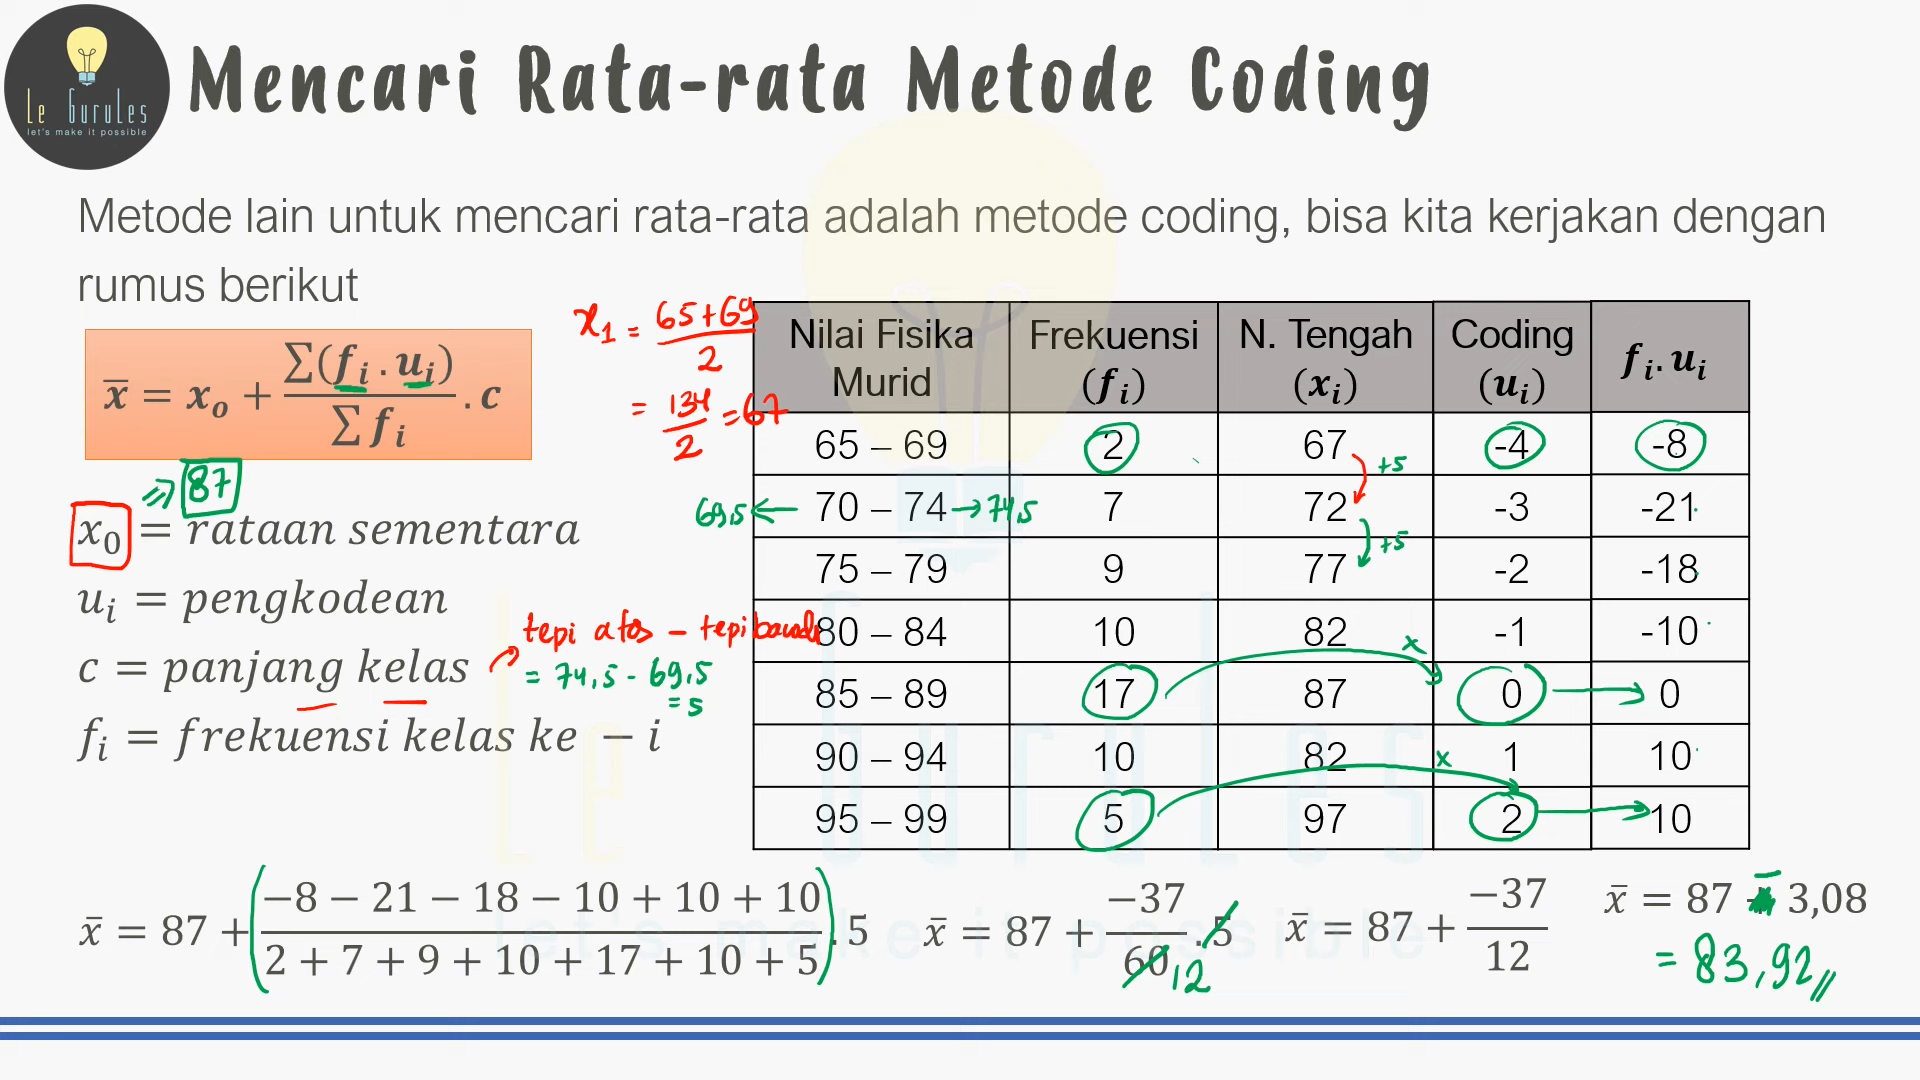 Le GuruLes
let's make it possible
Mencari Rata-rata Metode Coding
Metode lain untuk mencari rata-rata adalah metode coding, bisa kita kerjakan dengan
rumus berikut
x̅ = x₀ + ∑(fᵢ . uᵢ) / ∑ fᵢ . c
⇒ 87
x₀ = rataan sementara
uᵢ = pengkodean
c = panjang kelas
fᵢ = frekuensi kelas ke − i
x₁ = 65+69 / 2
= 134 / 2 = 67
tepi atas – tepi bawah
= 74,5 - 69,5
= 5
Nilai Fisika Murid | Frekuensi (fᵢ) | N. Tengah (xᵢ) | Coding (uᵢ) | fᵢ. uᵢ
65 – 69 | 2 | 67 | -4 | -8
+5
69,5 ← 70 – 74 → 74,5 | 7 | 72 | -3 | -21
+5
75 – 79 | 9 | 77 | -2 | -18
80 – 84 | 10 | 82 | -1 | -10
x
85 – 89 | 17 | 87 | 0 | 0
90 – 94 | 10 | 82 | 1 | 10
x
95 – 99 | 5 | 97 | 2 | 10
x̅ = 87 + (−8 − 21 − 18 − 10 + 10 + 10 / 2 + 7 + 9 + 10 + 17 + 10 + 5) . 5
x̅ = 87 + −37 / 60 . 5
12
x̅ = 87 + −37 / 12
x̅ = 87 − 3,08
= 83,92
Le GuruLes
let's make it possible